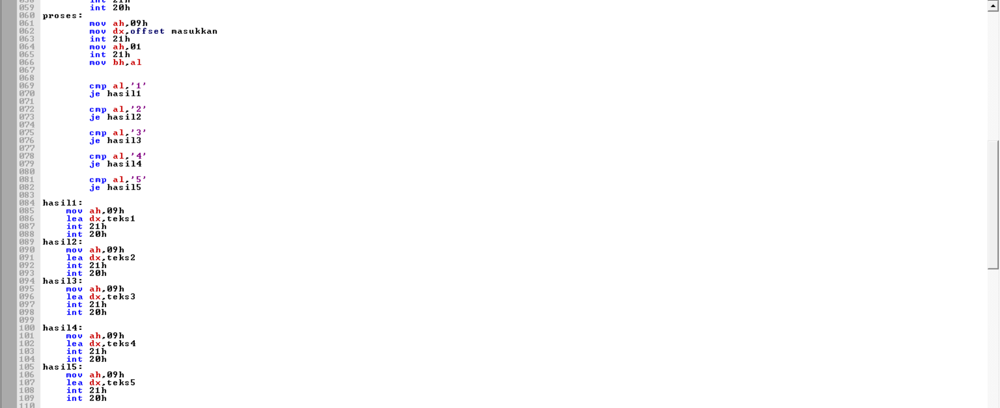 059 int 20h
060 proses:
061 mov ah,09h
062 mov dx,offset masukkan
063 int 21h
064 mov ah,01
065 int 21h
066 mov bh,al
067
068
069 cmp al,'1'
070 je hasil1
071
072 cmp al,'2'
073 je hasil2
074
075 cmp al,'3'
076 je hasil3
077
078 cmp al,'4'
079 je hasil4
080
081 cmp al,'5'
082 je hasil5
083
084 hasil1:
085 mov ah,09h
086 lea dx,teks1
087 int 21h
088 int 20h
089 hasil2:
090 mov ah,09h
091 lea dx,teks2
092 int 21h
093 int 20h
094 hasil3:
095 mov ah,09h
096 lea dx,teks3
097 int 21h
098 int 20h
099
100 hasil4:
101 mov ah,09h
102 lea dx,teks4
103 int 21h
104 int 20h
105 hasil5:
106 mov ah,09h
107 lea dx,teks5
108 int 21h
109 int 20h
110